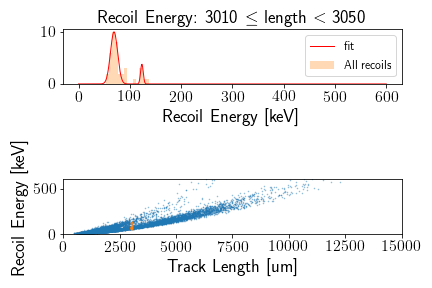 Recoil Energy: 3010 ≤ length < 3050
10
0
fit
All recoils
0 100 200 300 400 500 600
Recoil Energy [keV]
Recoil Energy [keV]
500
0
0 2500 5000 7500 10000 12500 15000
Track Length [um]